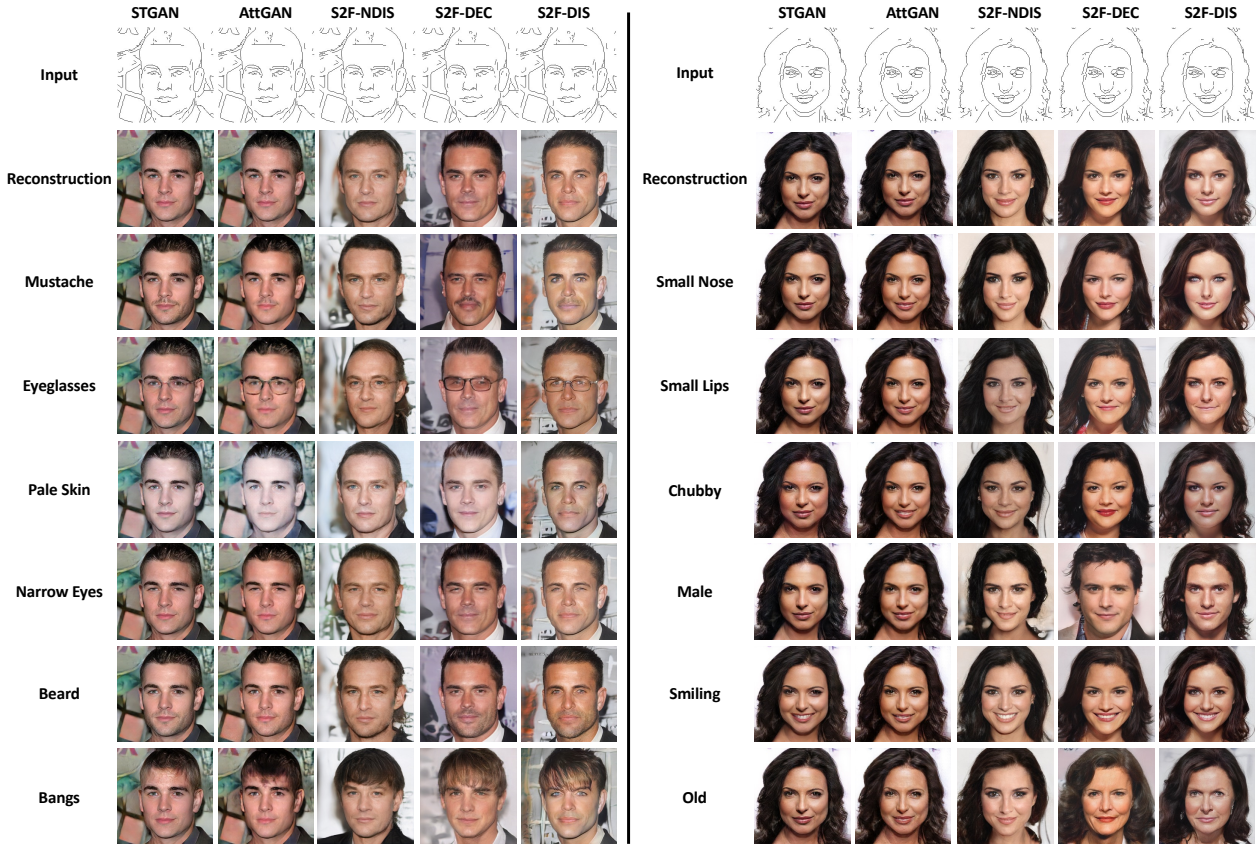 STGAN AttGAN S2F-NDIS S2F-DEC S2F-DIS
Input
Reconstruction
Mustache
Eyeglasses
Pale Skin
Narrow Eyes
Beard
Bangs
STGAN AttGAN S2F-NDIS S2F-DEC S2F-DIS
Input
Reconstruction
Small Nose
Small Lips
Chubby
Male
Smiling
Old